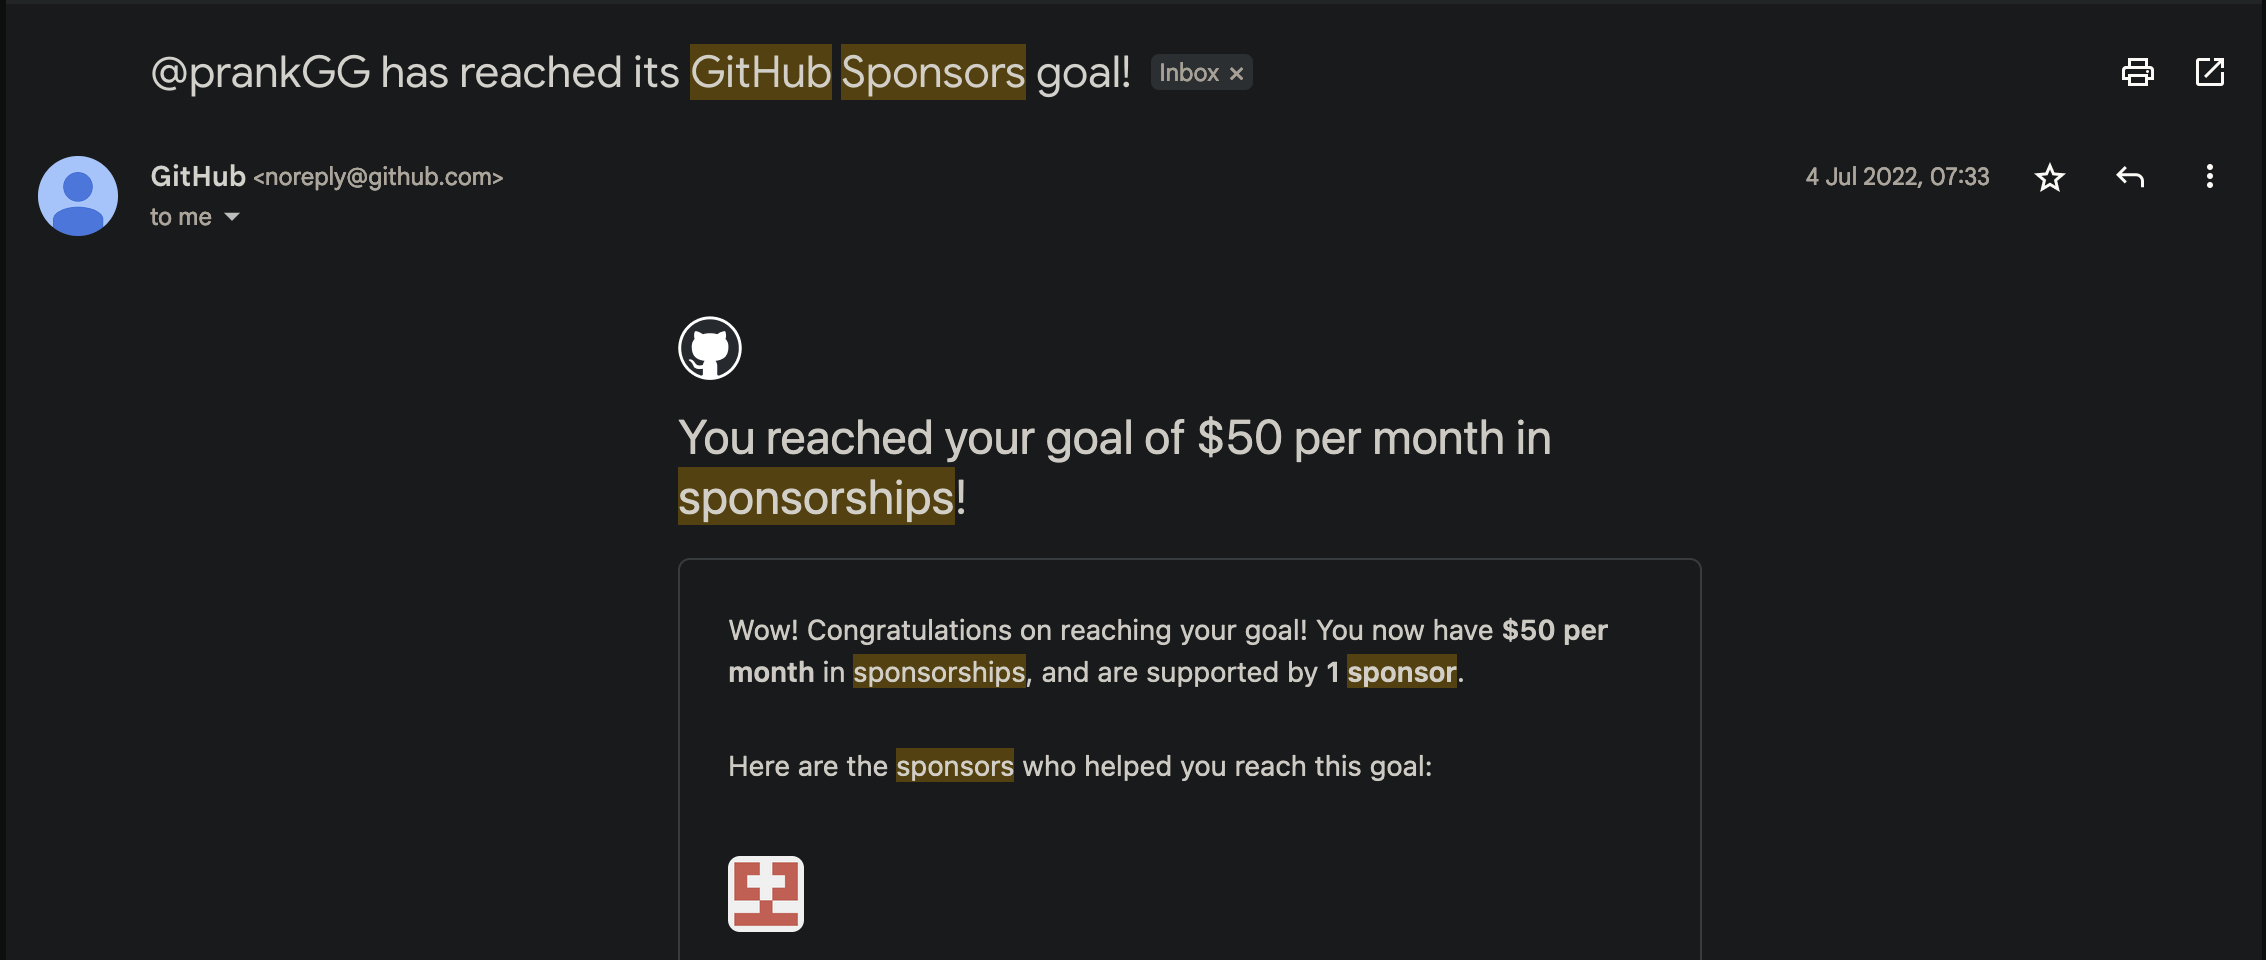 @prankGG has reached its GitHub Sponsors goal! Inbox ×
GitHub <noreply@github.com> 4 Jul 2022, 07:33
to me
You reached your goal of $50 per month in
sponsorships!
Wow! Congratulations on reaching your goal! You now have $50 per
month in sponsorships, and are supported by 1 sponsor.
Here are the sponsors who helped you reach this goal: